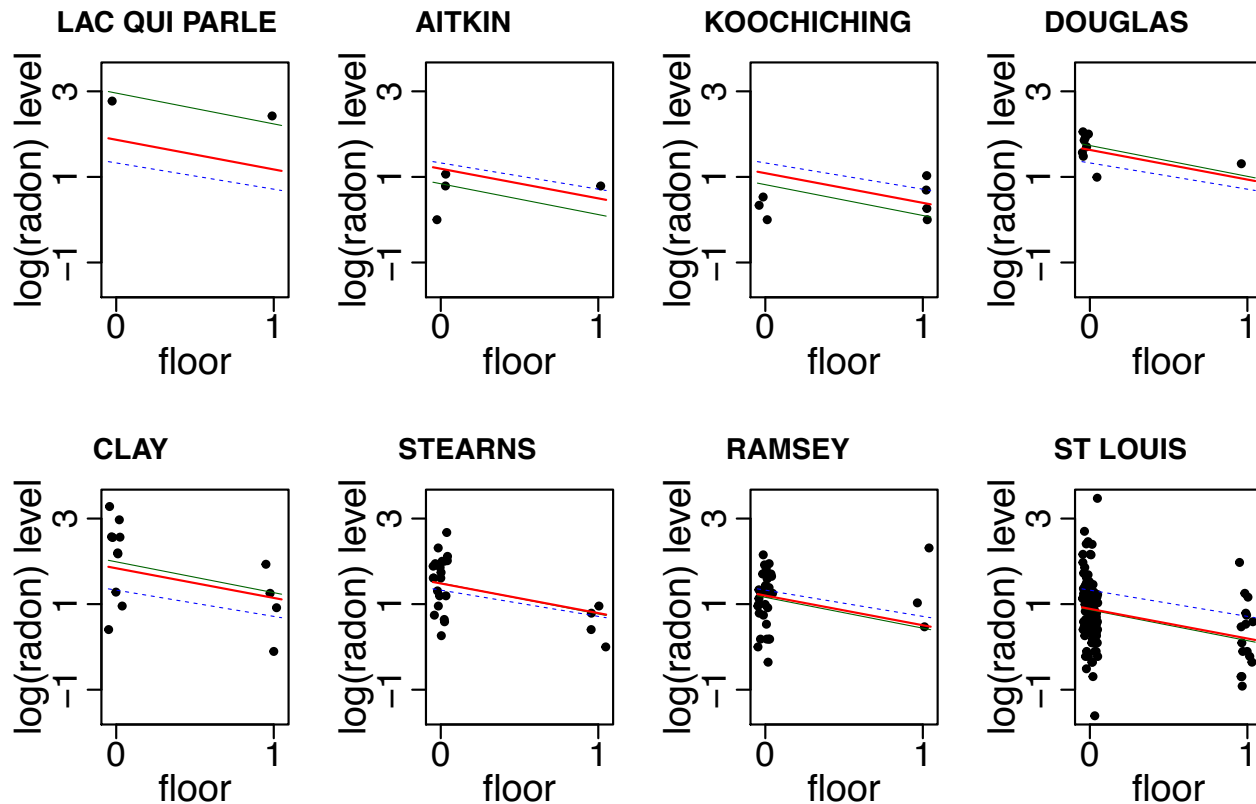 LAC QUI PARLE
AITKIN
KOOCHICHING
DOUGLAS
log(radon) level
−1 1 3
0 1
floor
log(radon) level
−1 1 3
0 1
floor
log(radon) level
−1 1 3
0 1
floor
log(radon) level
−1 1 3
0 1
floor
CLAY
STEARNS
RAMSEY
ST LOUIS
log(radon) level
−1 1 3
0 1
floor
log(radon) level
−1 1 3
0 1
floor
log(radon) level
−1 1 3
0 1
floor
log(radon) level
−1 1 3
0 1
floor